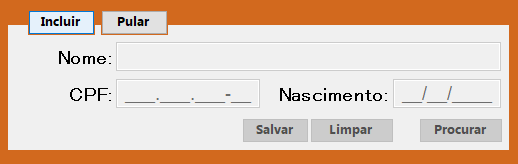 Incluir Pular
Nome:
CPF: ___.___.___-__ Nascimento: __/__/____
Salvar Limpar Procurar